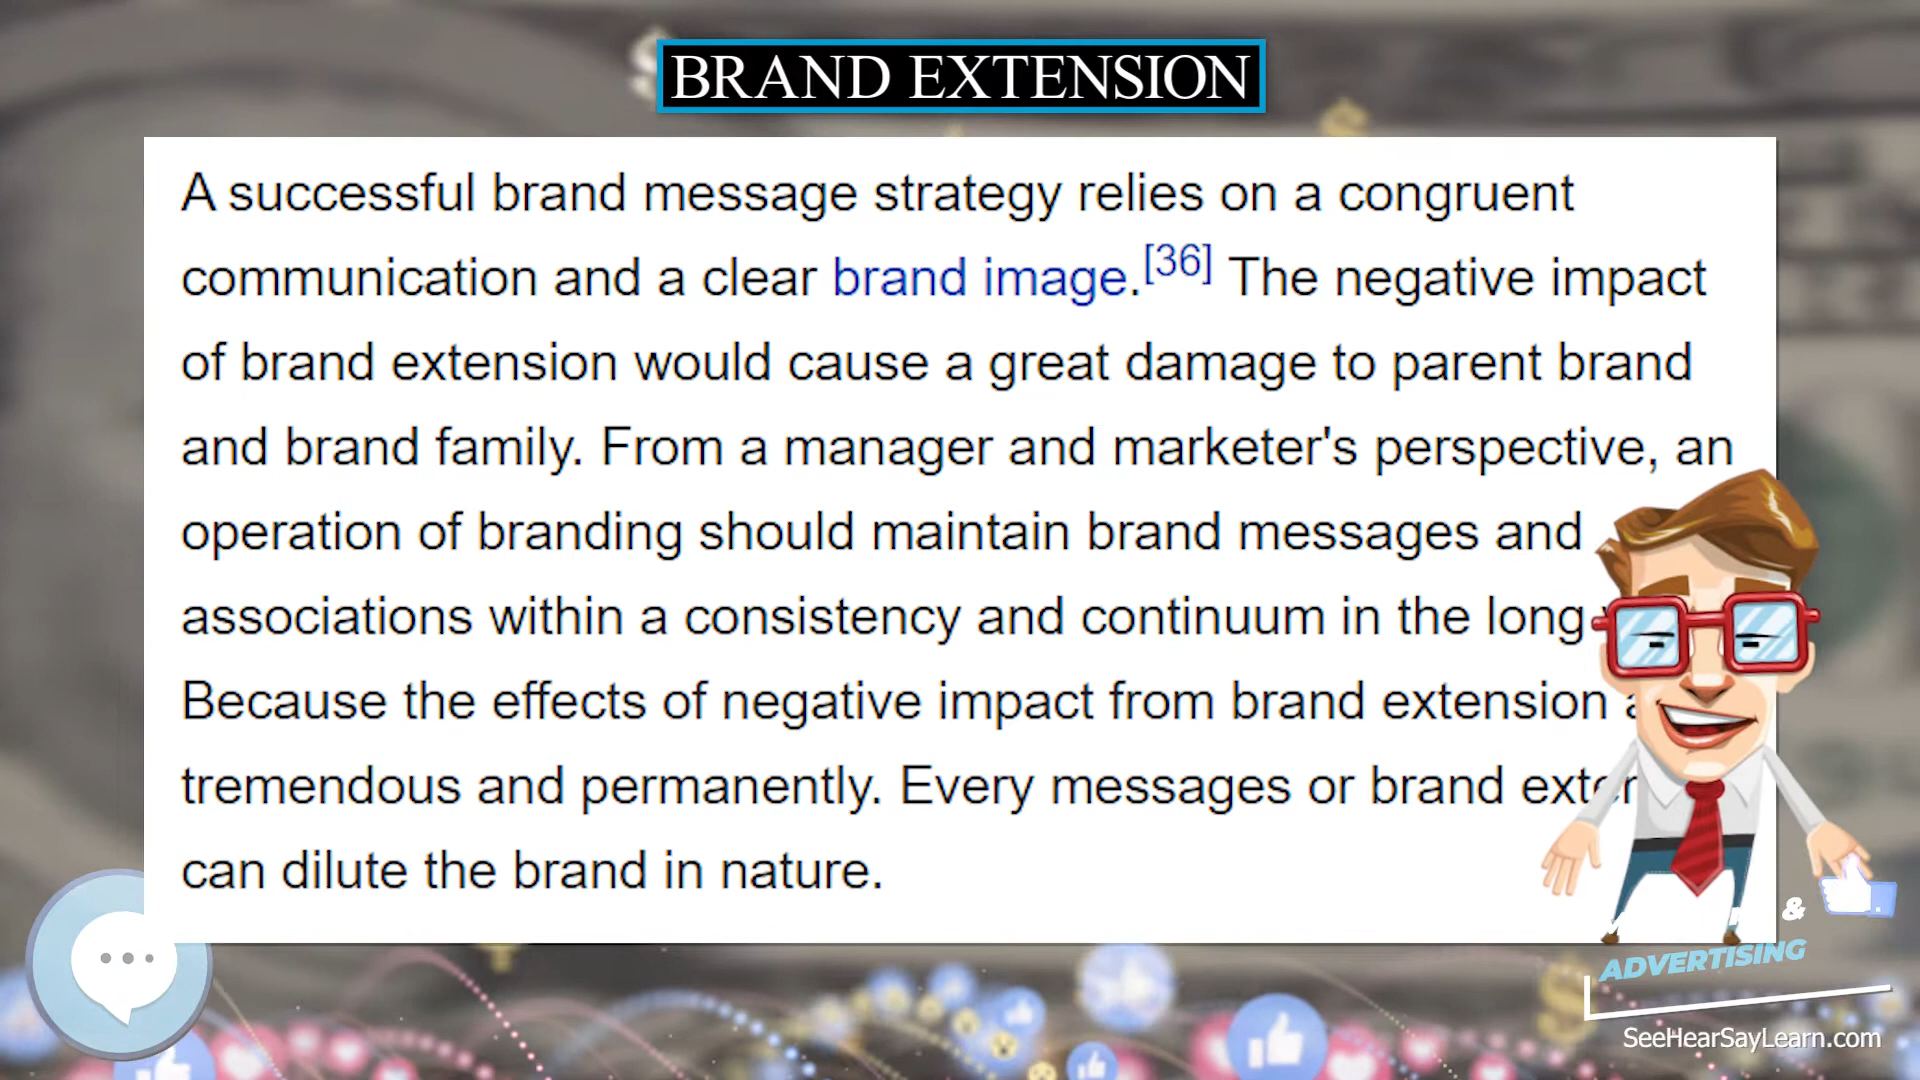 BRAND EXTENSION
A successful brand message strategy relies on a congruent
communication and a clear brand image.[36] The negative impact
of brand extension would cause a great damage to parent brand
and brand family. From a manager and marketer's perspective, an
operation of branding should maintain brand messages and
associations within a consistency and continuum in the long
Because the effects of negative impact from brand extension
tremendous and permanently. Every messages or brand
can dilute the brand in nature.
&
ADVERTISING
SeeHearSayLearn.com